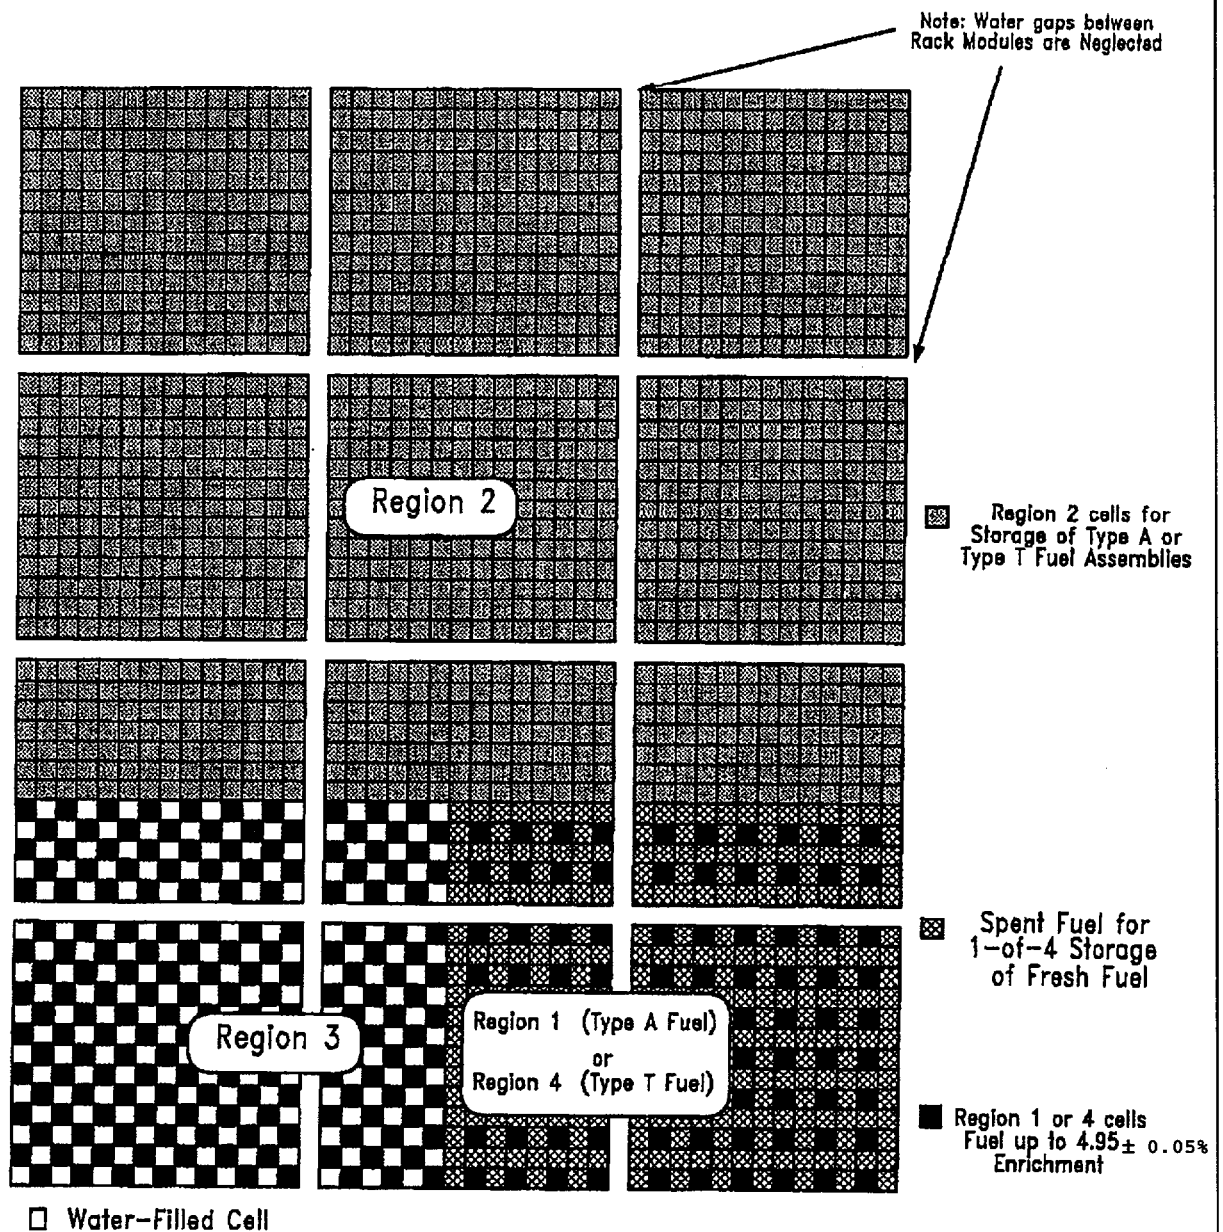 Note: Water gaps between
Rack Modules are Neglected
Region 2
Region 2 cells for
Storage of Type A or
Type T Fuel Assemblies
Spent Fuel for
1-of-4 Storage
of Fresh Fuel
Region 3
Region 1 (Type A Fuel)
or
Region 4 (Type T Fuel)
Region 1 or 4 cells
Fuel up to 4.95± 0.05%
Enrichment
Water-Filled Cell